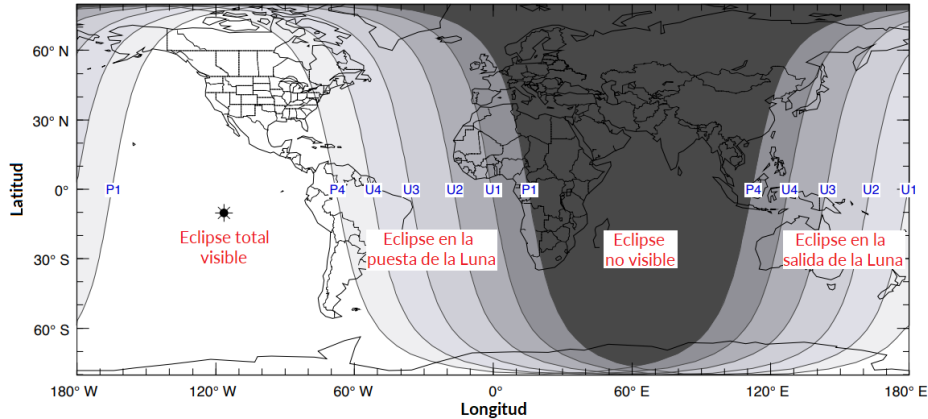 60° N
30° N
0°
30° S
60° S
Latitud
P1 P4 U4 U3 U2 U1 P1 P4 U4 U3 U2 U1
Eclipse total
visible
Eclipse en la
puesta de la Luna
Eclipse
no visible
Eclipse en la
salida de la Luna
180° W 120° W 60° W 0° 60° E 120° E 180° E
Longitud